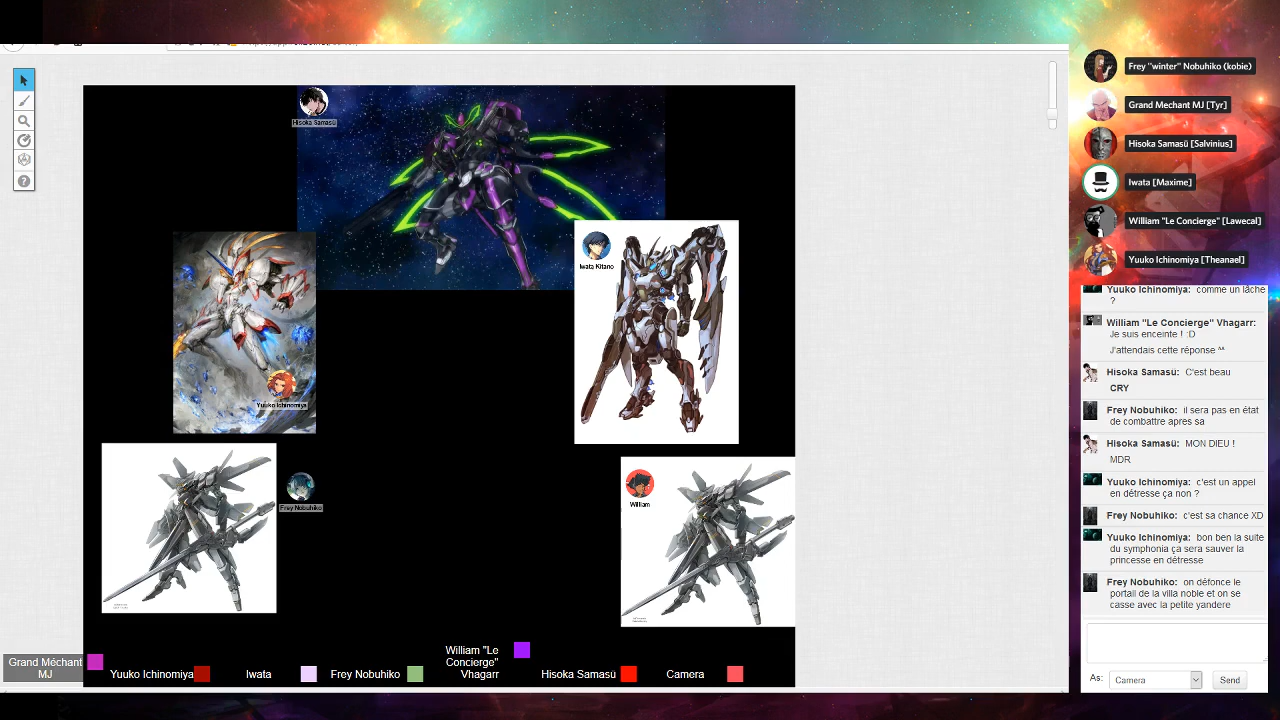 Frey "winter" Nobuhiko (kobie)
Grand Mechant MJ [Tyr]
Hisoka Samasü [Salvinius]
Iwata [Maxime]
William "Le Concierge" [Lawecal]
Yuuko Ichinomiya [Theanael]
Hisoka Samasü
Iwata Kitano
Yuuko Ichinomiya
Frey Nobuhiko
William
Yuuko Ichinomiya: comme un lâche
?
William "Le Concierge" Vhagarr:
Je suis enceinte ! :D
J'attendais cette réponse ^^
Hisoka Samasü: C'est beau
CRY
Frey Nobuhiko: il sera pas en état
de combattre apres sa
Hisoka Samasü: MON DIEU !
MDR
Yuuko Ichinomiya: c'est un appel
en détresse ça non ?
Frey Nobuhiko: c'est sa chance XD
Yuuko Ichinomiya: bon ben la suite
du symphonia ça sera sauver la
princesse en détresse
Frey Nobuhiko: on défonce le
portail de la villa noble et on se
casse avec la petite yandere
As: Camera Send
Grand Méchant
MJ
Yuuko Ichinomiya
Iwata
Frey Nobuhiko
William "Le
Concierge"
Vhagarr
Hisoka Samasü
Camera